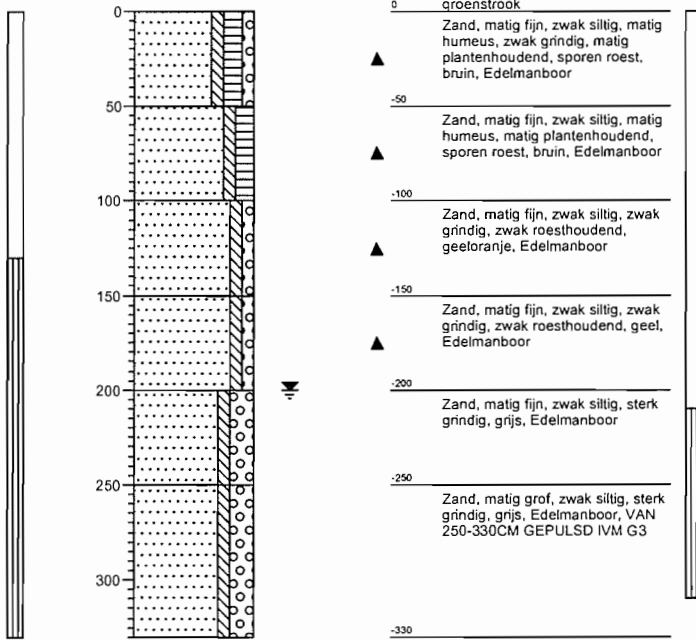 0
50
100
150
200
250
300
0 groenstrook
Zand, matig fijn, zwak siltig, matig
humeus, zwak grindig, matig
plantenhoudend, sporen roest,
bruin, Edelmanboor
-50
Zand, matig fijn, zwak siltig, matig
humeus, matig plantenhoudend,
sporen roest, bruin, Edelmanboor
-100
Zand, matig fijn, zwak siltig, zwak
grindig, zwak roesthoudend,
geeloranje, Edelmanboor
-150
Zand, matig fijn, zwak siltig, zwak
grindig, zwak roesthoudend, geel,
Edelmanboor
-200
Zand, matig fijn, zwak siltig, sterk
grindig, grijs, Edelmanboor
-250
Zand, matig grof, zwak siltig, sterk
grindig, grijs, Edelmanboor, VAN
250-330CM GEPULSD IVM G3
-330